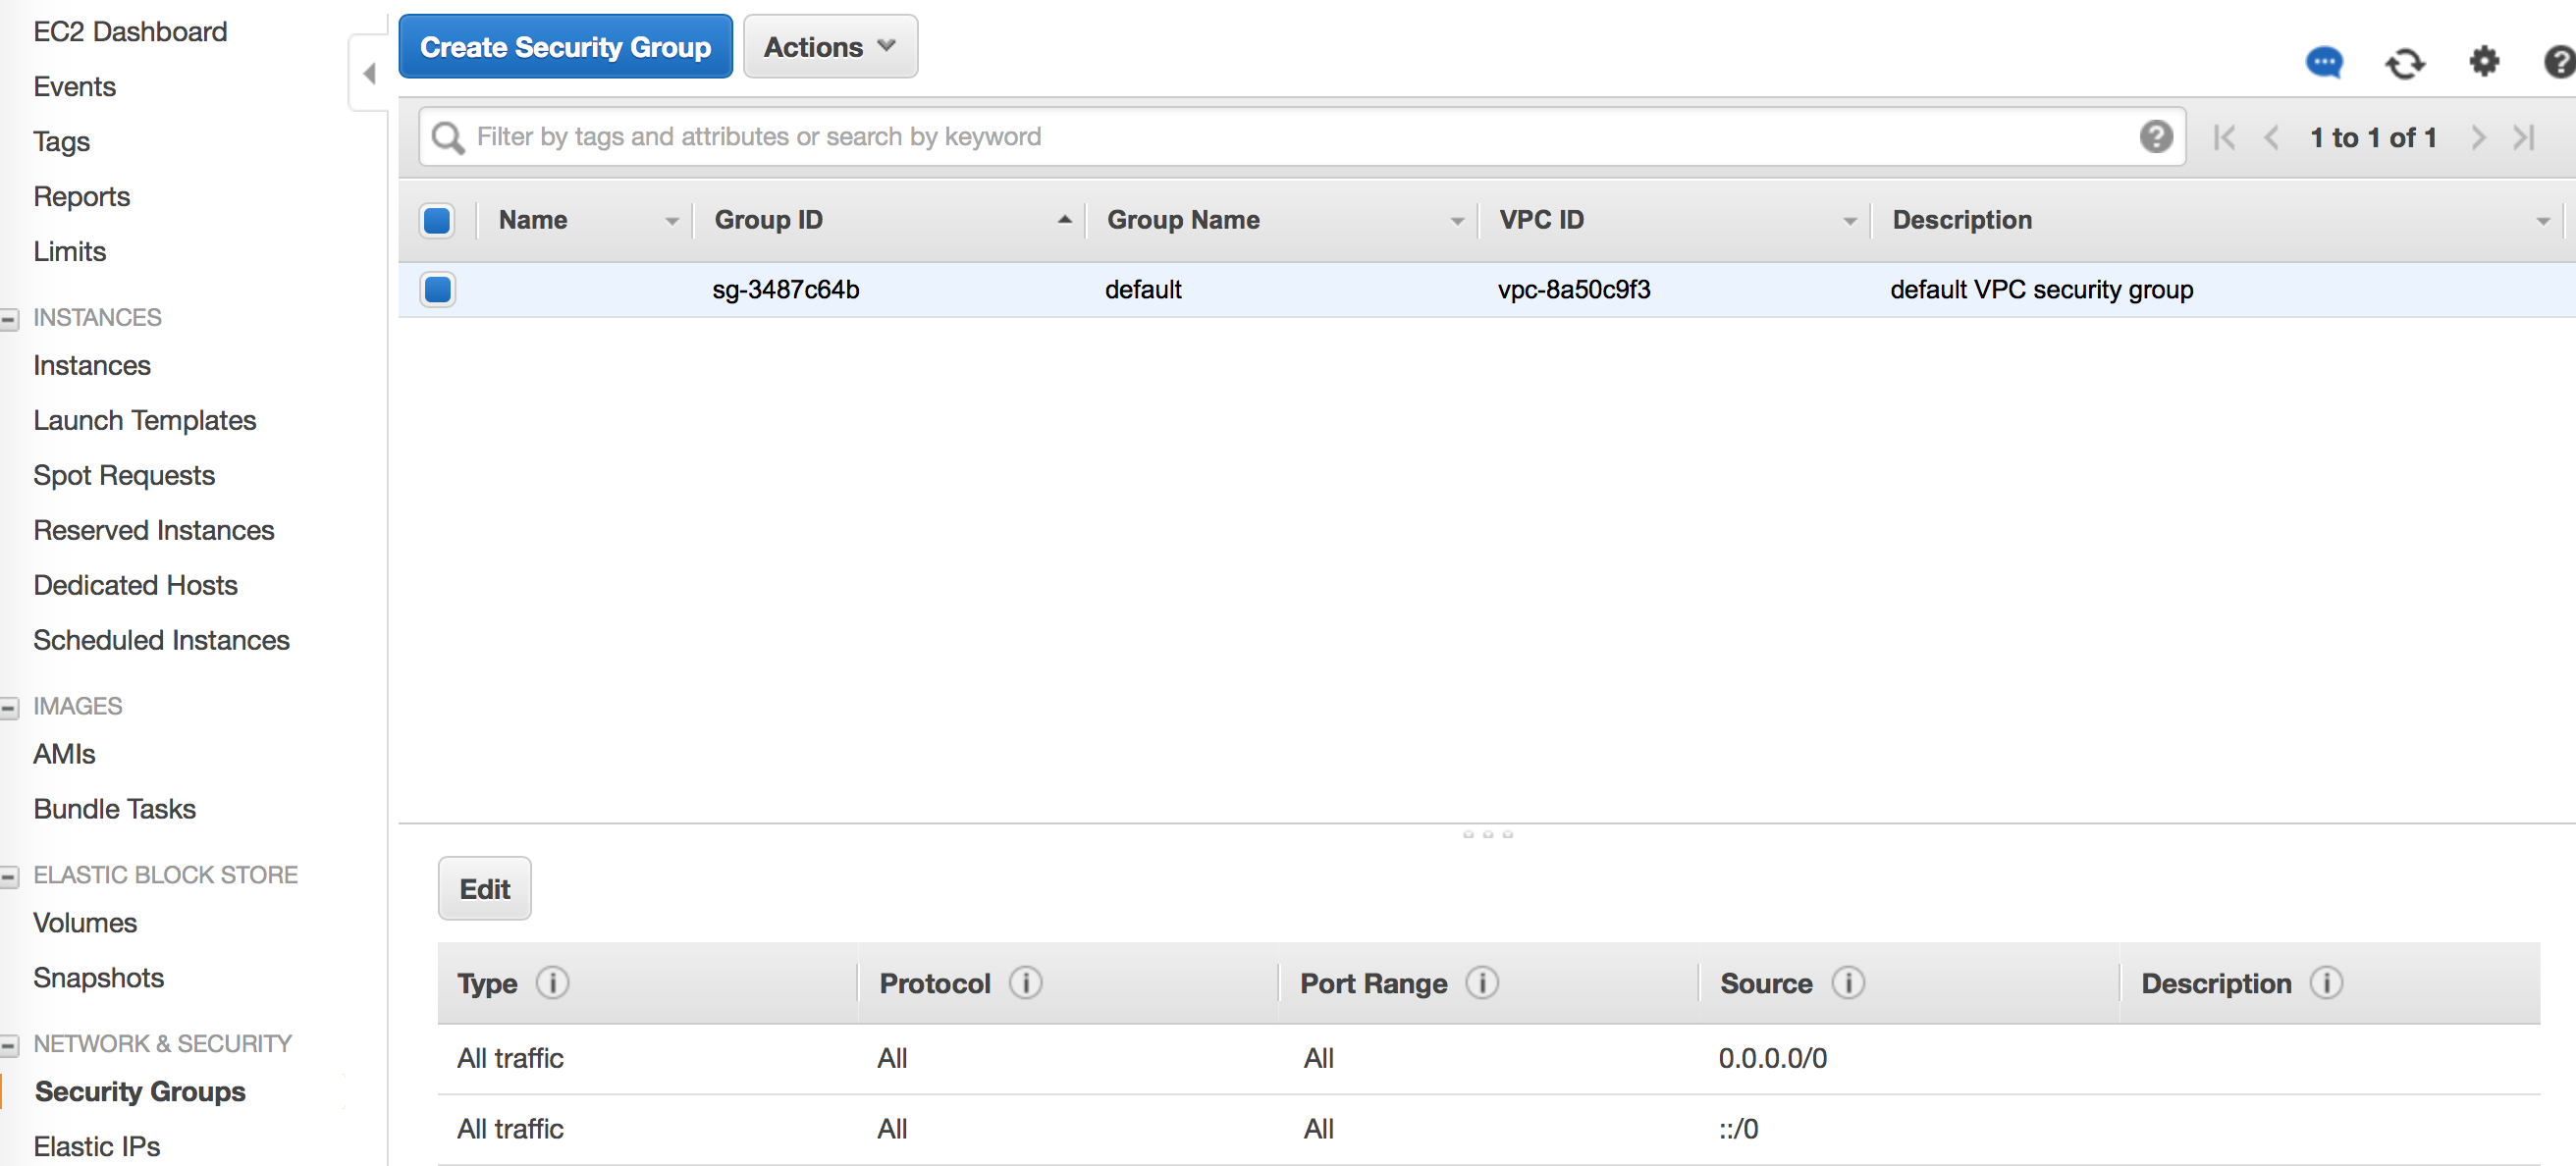 EC2 Dashboard
Events
Tags
Reports
Limits
INSTANCES
Instances
Launch Templates
Spot Requests
Reserved Instances
Dedicated Hosts
Scheduled Instances
IMAGES
AMIs
Bundle Tasks
ELASTIC BLOCK STORE
Volumes
Snapshots
NETWORK & SECURITY
Security Groups
Elastic IPs
Create Security Group Actions
Filter by tags and attributes or search by keyword 1 to 1 of 1
Name Group ID Group Name VPC ID Description
sg-3487c64b default vpc-8a50c9f3 default VPC security group
Edit
Type Protocol Port Range Source Description
All traffic All All 0.0.0.0/0
All traffic All All ::/0